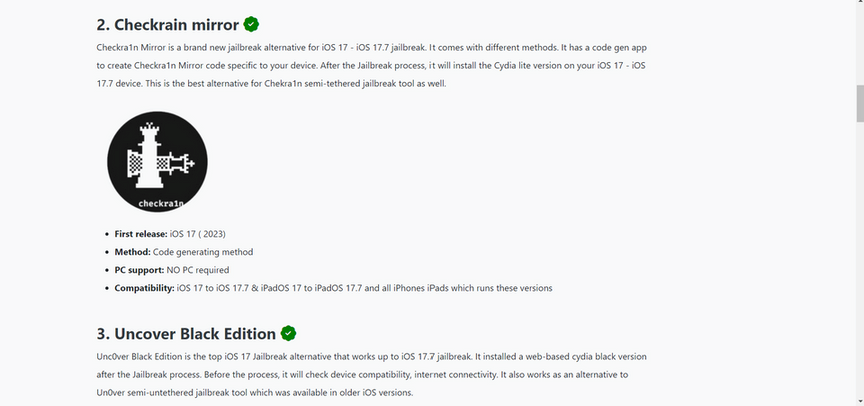 2. Checkrain mirror
Checkra1n Mirror is a brand new jailbreak alternative for iOS 17 - iOS 17.7 jailbreak. It comes with different methods. It has a code gen app
to create Checkra1n Mirror code specific to your device. After the Jailbreak process, it will install the Cydia lite version on your iOS 17 - iOS
17.7 device. This is the best alternative for Chekra1n semi-tethered jailbreak tool as well.
checkra1n
• First release: iOS 17 ( 2023)
• Method: Code generating method
• PC support: NO PC required
• Compatibility: iOS 17 to iOS 17.7 & iPadOS 17 to iPadOS 17.7 and all iPhones iPads which runs these versions
3. Uncover Black Edition
Unc0ver Black Edition is the top iOS 17 Jailbreak alternative that works up to iOS 17.7 jailbreak. It installed a web-based cydia black version
after the Jailbreak process. Before the process, it will check device compatibility, internet connectivity. It also works as an alternative to
Un0ver semi-untethered jailbreak tool which was available in older iOS versions.